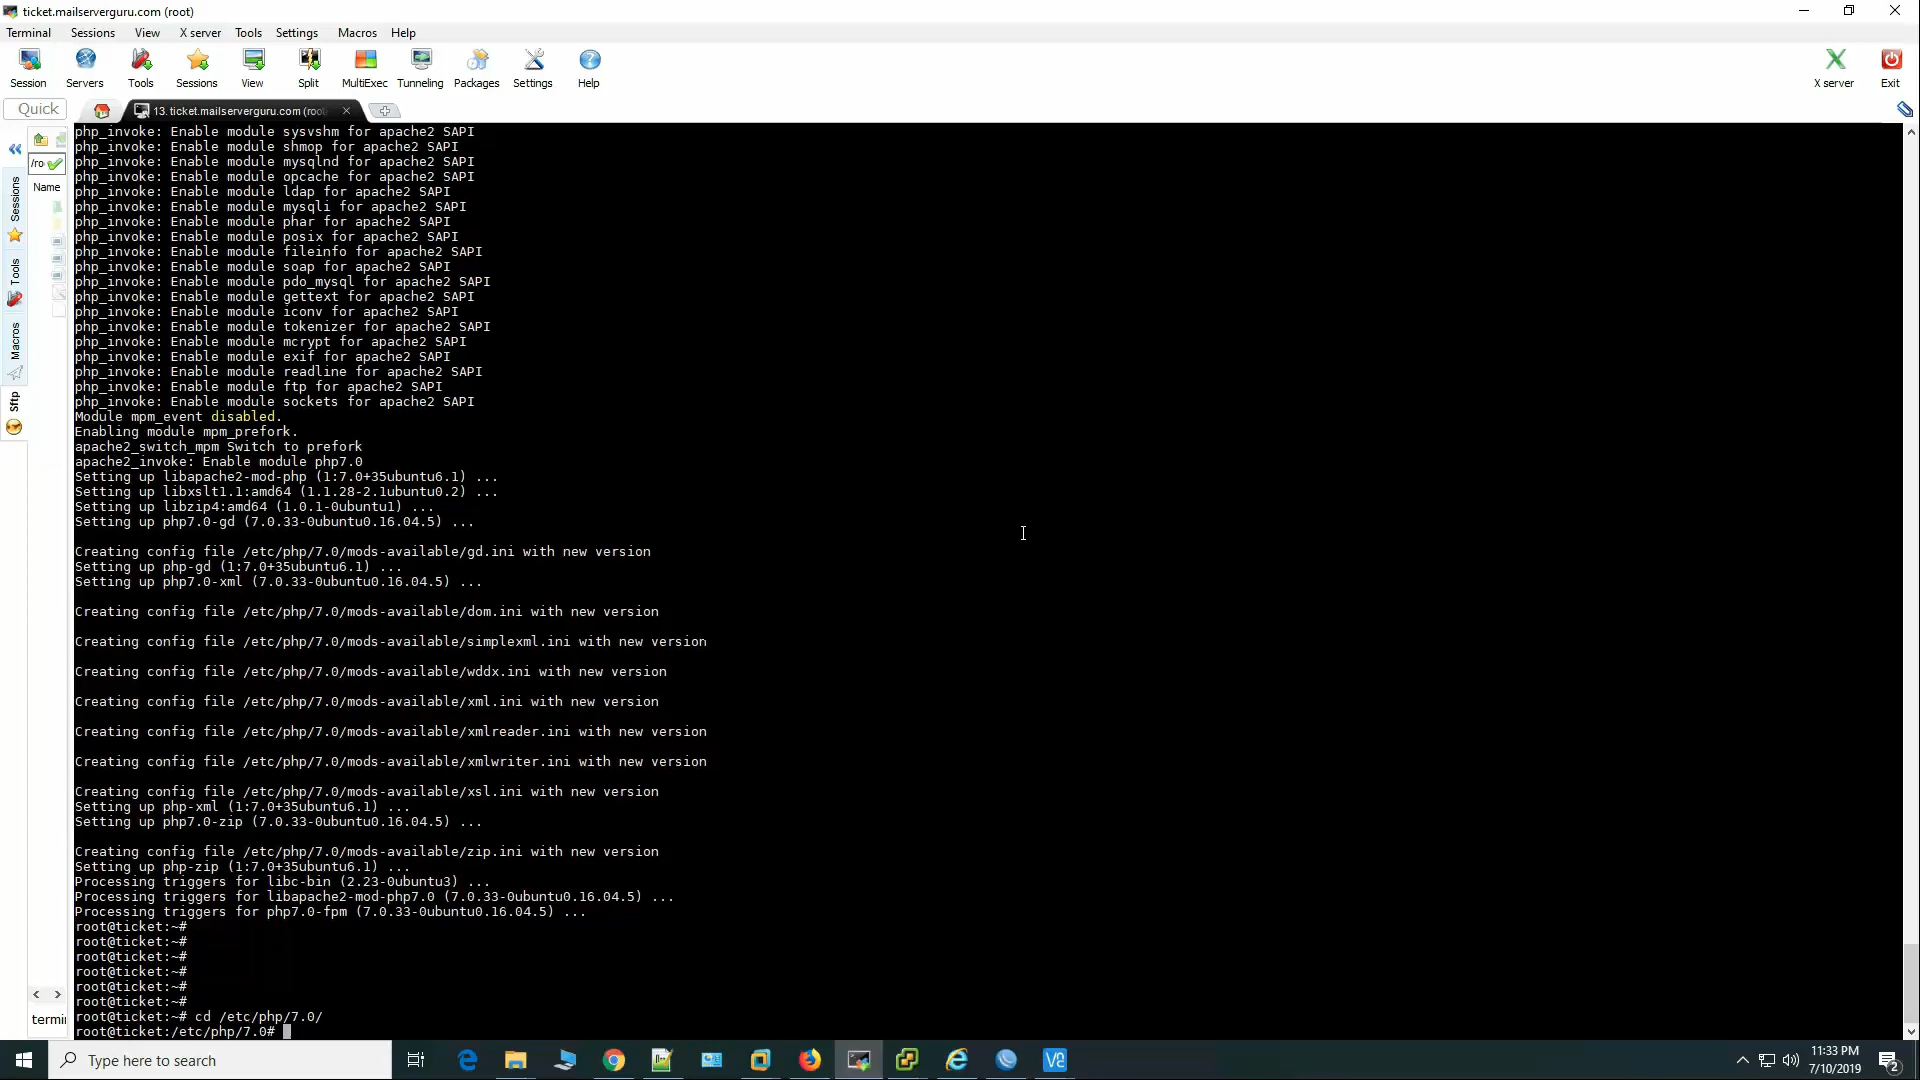 ticket.mailserverguru.com (root)
Terminal Sessions View X server Tools Settings Macros Help
Session Servers Tools Sessions View Split MultiExec Tunneling Packages Settings Help X server Exit
Quick
13. ticket.mailserverguru.com (roo
/ro
Name
Sessions
Tools
Macros
Sftp
termi
php_invoke: Enable module sysvshm for apache2 SAPI
php_invoke: Enable module shmop for apache2 SAPI
php_invoke: Enable module mysqlnd for apache2 SAPI
php_invoke: Enable module opcache for apache2 SAPI
php_invoke: Enable module ldap for apache2 SAPI
php_invoke: Enable module mysqli for apache2 SAPI
php_invoke: Enable module phar for apache2 SAPI
php_invoke: Enable module posix for apache2 SAPI
php_invoke: Enable module fileinfo for apache2 SAPI
php_invoke: Enable module soap for apache2 SAPI
php_invoke: Enable module pdo_mysql for apache2 SAPI
php_invoke: Enable module gettext for apache2 SAPI
php_invoke: Enable module iconv for apache2 SAPI
php_invoke: Enable module tokenizer for apache2 SAPI
php_invoke: Enable module mcrypt for apache2 SAPI
php_invoke: Enable module exif for apache2 SAPI
php_invoke: Enable module readline for apache2 SAPI
php_invoke: Enable module ftp for apache2 SAPI
php_invoke: Enable module sockets for apache2 SAPI
Module mpm_event disabled.
Enabling module mpm_prefork.
apache2_switch_mpm Switch to prefork
apache2_invoke: Enable module php7.0
Setting up libapache2-mod-php (1:7.0+35ubuntu6.1) ...
Setting up libxslt1.1:amd64 (1.1.28-2.1ubuntu0.2) ...
Setting up libzip4:amd64 (1.0.1-0ubuntu1) ...
Setting up php7.0-gd (7.0.33-0ubuntu0.16.04.5) ...
Creating config file /etc/php/7.0/mods-available/gd.ini with new version
Setting up php-gd (1:7.0+35ubuntu6.1) ...
Setting up php7.0-xml (7.0.33-0ubuntu0.16.04.5) ...
Creating config file /etc/php/7.0/mods-available/dom.ini with new version
Creating config file /etc/php/7.0/mods-available/simplexml.ini with new version
Creating config file /etc/php/7.0/mods-available/wddx.ini with new version
Creating config file /etc/php/7.0/mods-available/xml.ini with new version
Creating config file /etc/php/7.0/mods-available/xmlreader.ini with new version
Creating config file /etc/php/7.0/mods-available/xmlwriter.ini with new version
Creating config file /etc/php/7.0/mods-available/xsl.ini with new version
Setting up php-xml (1:7.0+35ubuntu6.1) ...
Setting up php7.0-zip (7.0.33-0ubuntu0.16.04.5) ...
Creating config file /etc/php/7.0/mods-available/zip.ini with new version
Setting up php-zip (1:7.0+35ubuntu6.1) ...
Processing triggers for libc-bin (2.23-0ubuntu3) ...
Processing triggers for libapache2-mod-php7.0 (7.0.33-0ubuntu0.16.04.5) ...
Processing triggers for php7.0-fpm (7.0.33-0ubuntu0.16.04.5) ...
root@ticket:~#
root@ticket:~#
root@ticket:~#
root@ticket:~#
root@ticket:~#
root@ticket:~#
root@ticket:~# cd /etc/php/7.0/
root@ticket:/etc/php/7.0#
Type here to search
11:33 PM
7/10/2019
2